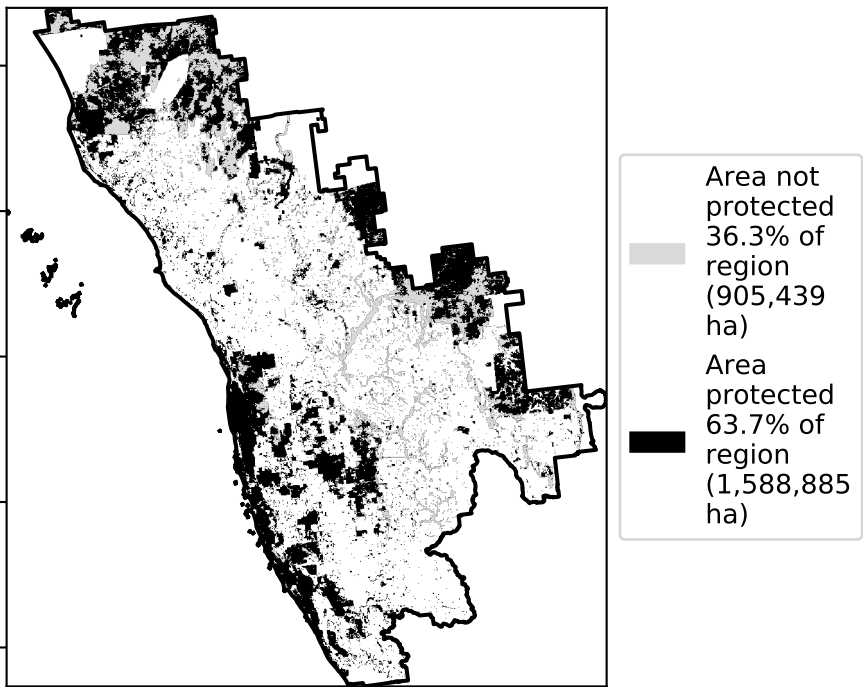 Area not
protected
36.3% of
region
(905,439
ha)
Area
protected
63.7% of
region
(1,588,885
ha)